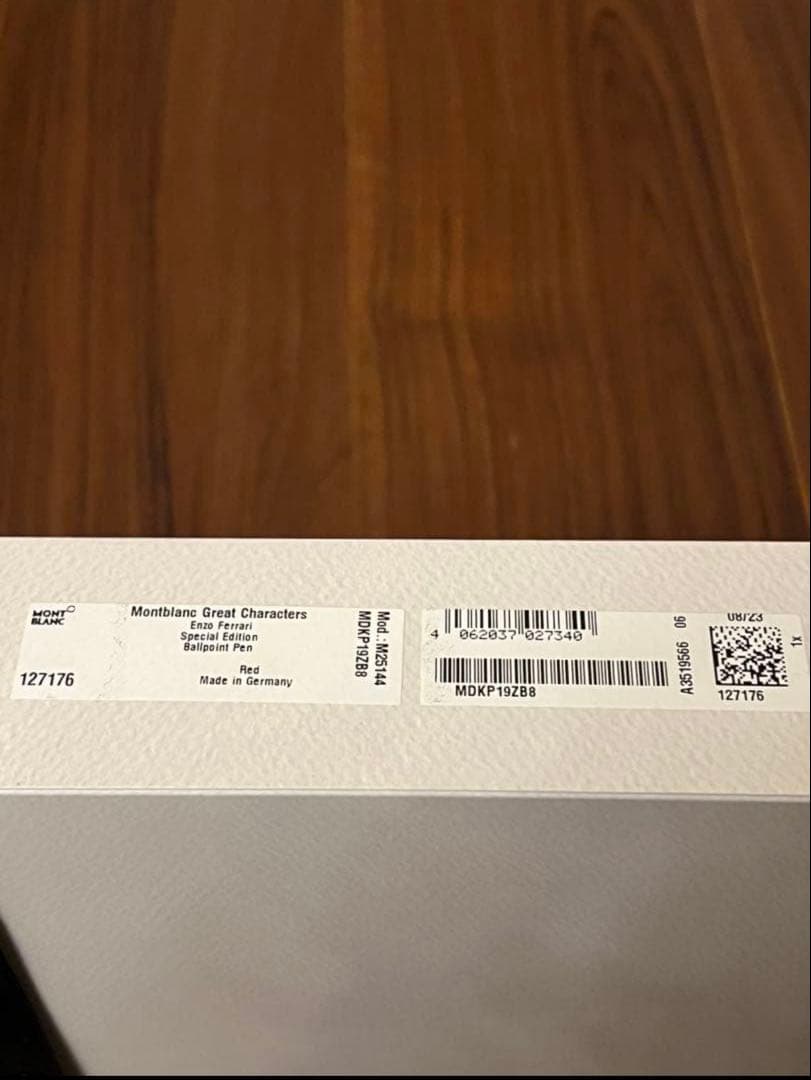 MONT
BLANC
127176
Montblanc Great Characters
Enzo Ferrari
Special Edition
Ballpoint Pen
Red
Made in Germany
Mod.: M25144
MDKP19ZB8
4 062037 027340
MDKP19ZB8
A3519566 06
08/23
127176
1x